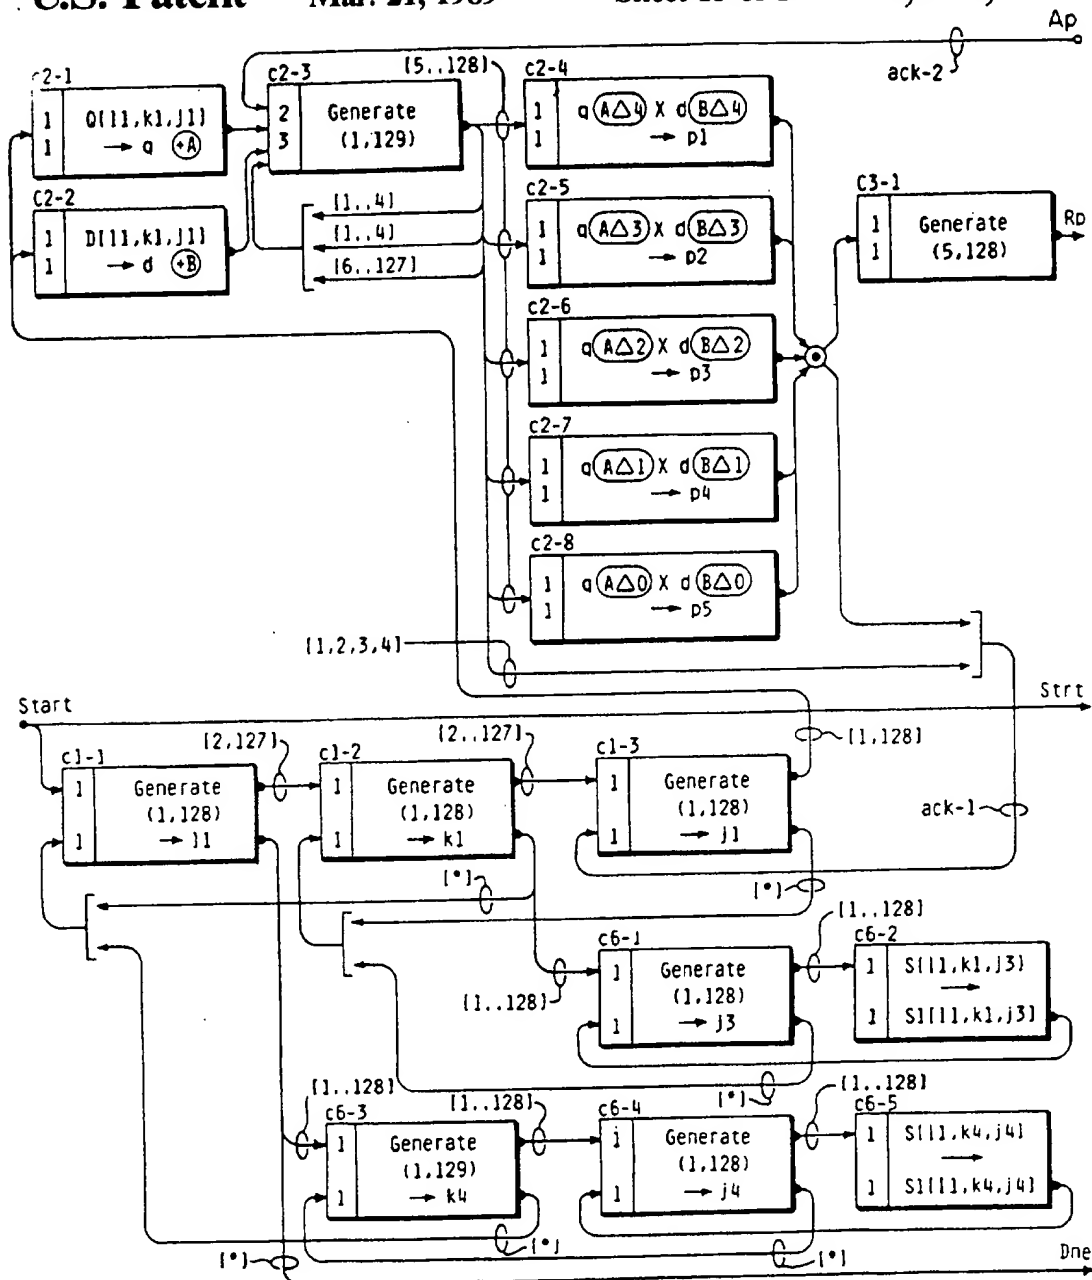 U.S. Patent Mar. 21, 1989
Ap
ack-2
c2-1
1
1
Q[l1,k1,j1]
→ q (+A)
c2-2
1
1
D[l1,k1,j1]
→ d (+B)
c2-3
2
3
Generate
(1,129)
[5..128]
[1..4]
[1..4]
[6..127]
c2-4
1
1
q(A△4) X d(B△4)
→ p1
c2-5
1
1
q(A△3) X d(B△3)
→ p2
c2-6
1
1
q(A△2) X d(B△2)
→ p3
c2-7
1
1
q(A△1) X d(B△1)
→ p4
c2-8
1
1
q(A△0) X d(B△0)
→ p5
C3-1
1
1
Generate
(5,128)
Rp
[1,2,3,4]
Start
Strt
[1,128]
ack-1
c1-1
1
1
Generate
(1,128)
→ l1
[2,127]
c1-2
1
1
Generate
(1,128)
→ k1
[2..127]
c1-3
1
1
Generate
(1,128)
→ j1
[*]
[*]
c6-1
1
1
Generate
(1,128)
→ j3
[1..128]
[1..128]
c6-2
1
1
S[l1,k1,j3]
→
S1[l1,k1,j3]
[*]
[1..128]
c6-3
1
1
Generate
(1,129)
→ k4
[1..128]
c6-4
1
1
Generate
(1,128)
→ j4
[1..128]
c6-5
1
1
S[l1,k4,j4]
→
S1[l1,k4,j4]
[*]
[*]
[*]
Dne